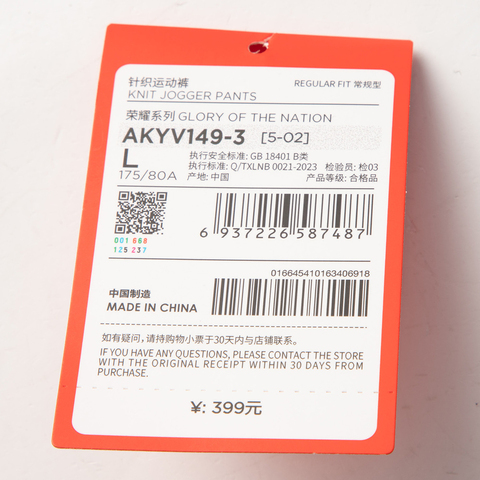 针织运动裤
KNIT JOGGER PANTS
REGULAR FIT 常规型
荣耀系列 GLORY OF THE NATION
AKYV149-3 [5-02]
L
175/80A
执行安全标准: GB 18401 B类
执行标准: Q/TXLNB 0021-2023 检验员: 检03
产地: 中国 产品等级: 合格品
001 668
125 237
6 937226 587487
016645410163406918
中国制造
MADE IN CHINA
如有疑问，请持购物小票于30天内与店铺联系。
IF YOU HAVE ANY QUESTIONS, PLEASE CONTACT THE STORE
WITH THE ORIGINAL RECEIPT WITHIN 30 DAYS FROM
PURCHASE.
¥: 399元